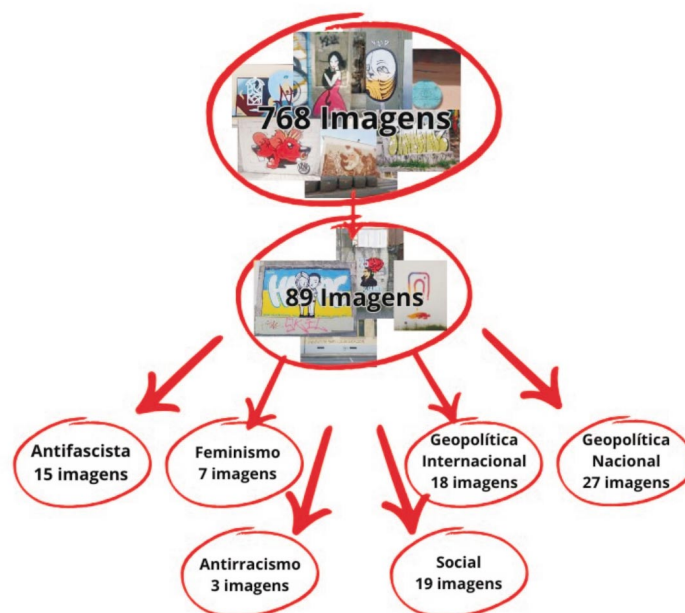 768 Imagens
89 Imagens
Antifascista
15 imagens
Feminismo
7 imagens
Geopolítica
Internacional
18 imagens
Geopolítica
Nacional
27 imagens
Antirracismo
3 imagens
Social
19 imagens